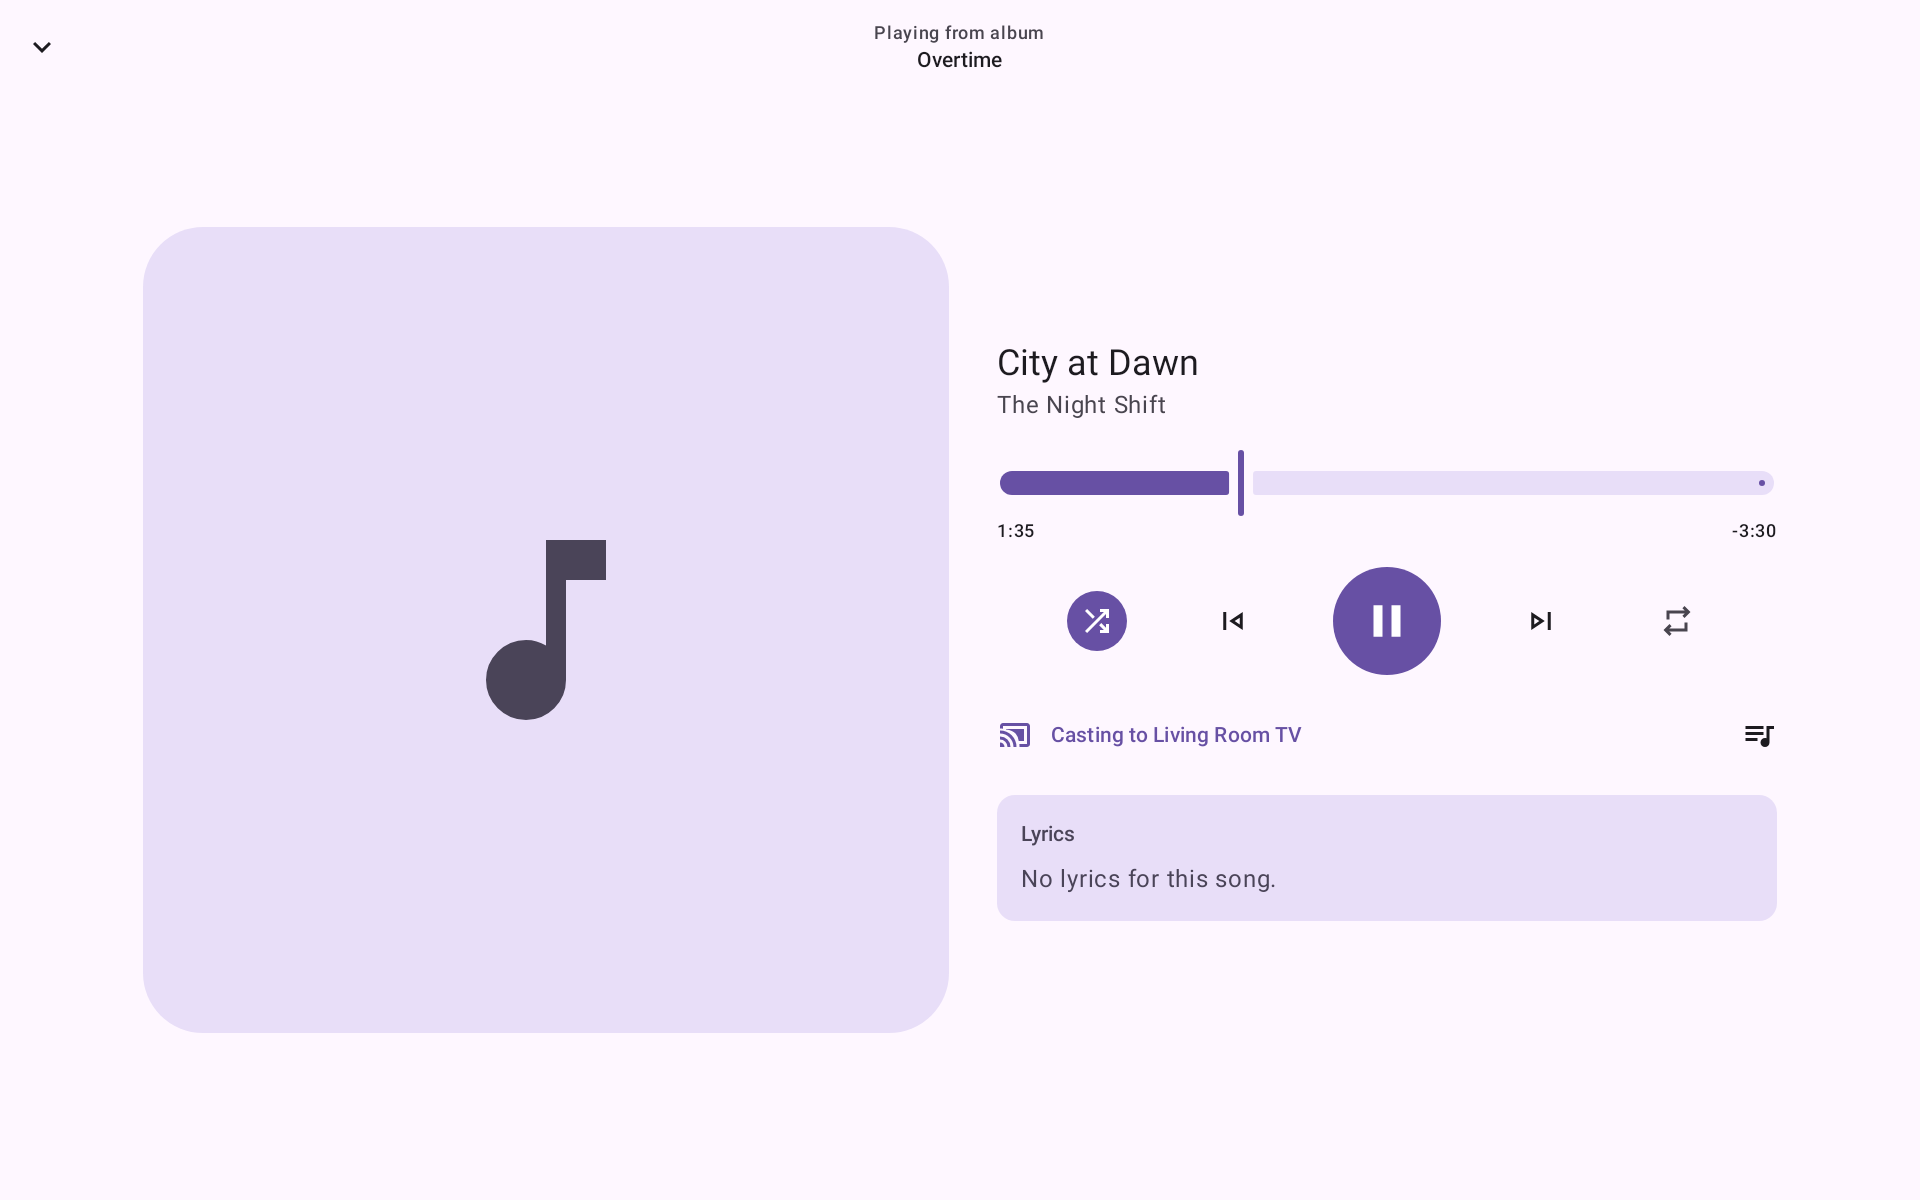 Playing from album
Overtime
City at Dawn
The Night Shift
1:35
-3:30
Casting to Living Room TV
Lyrics
No lyrics for this song.